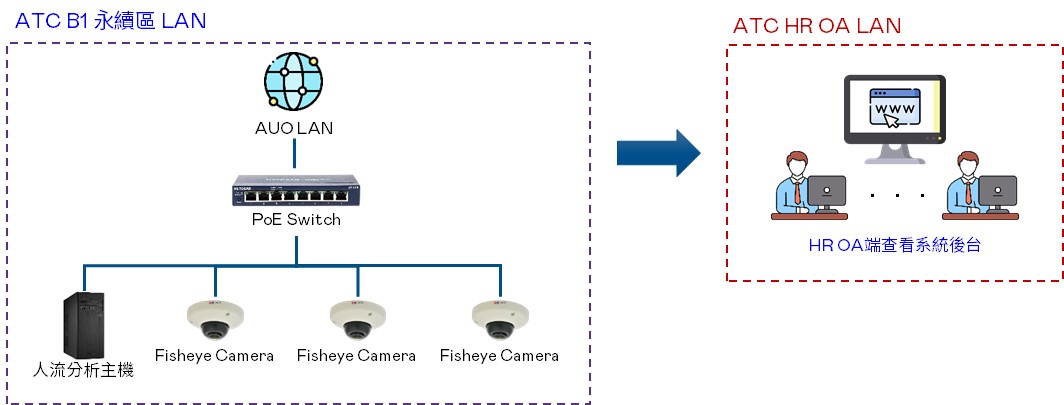 ATC B1 永續區 LAN
AUO LAN
NETGEAR
PoE Switch
人流分析主機
Fisheye Camera
Fisheye Camera
Fisheye Camera
ATC HR OA LAN
WWW
HR OA端查看系統後台